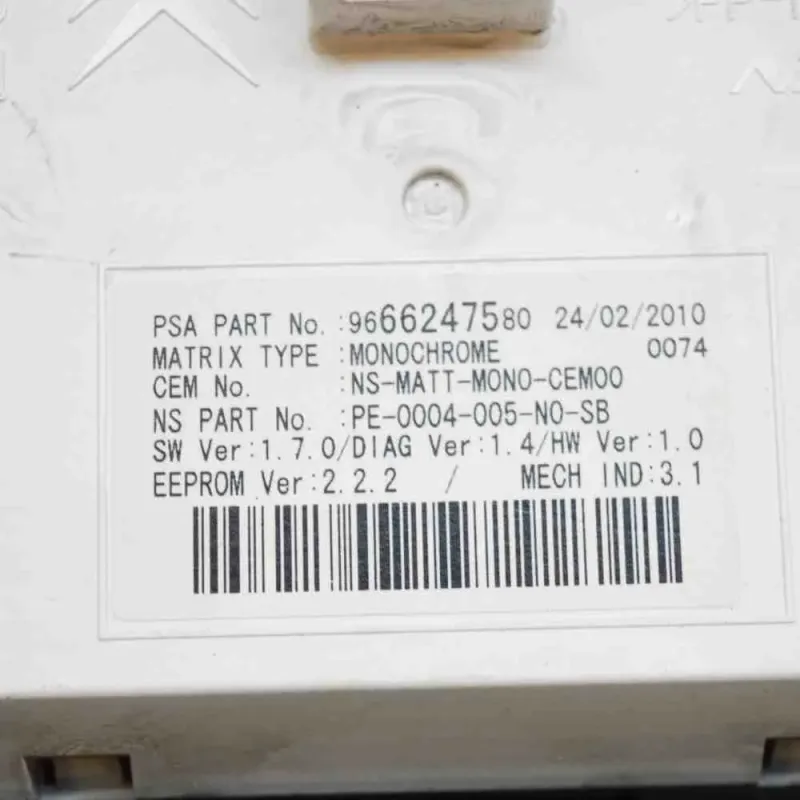 PSA PART No. :9666247580 24/02/2010
MATRIX TYPE :MONOCHROME 0074
CEM No. :NS-MATT-MONO-CEM00
NS PART No. :PE-0004-005-NO-SB
SW Ver:1.7.0/DIAG Ver:1.4/HW Ver:1.0
EEPROM Ver:2.2.2 / MECH IND:3.1